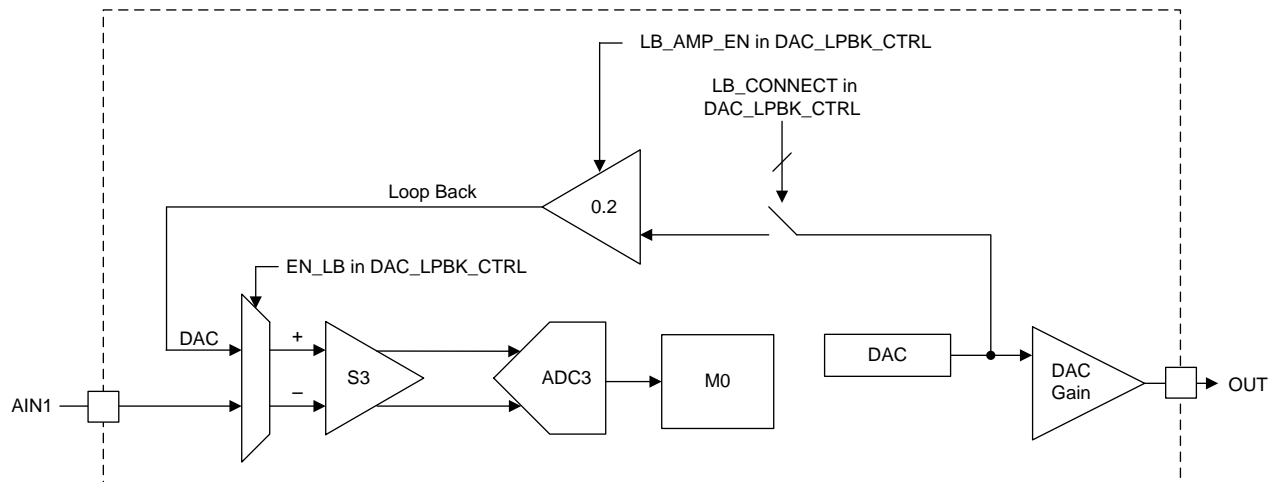 LB_AMP_EN in DAC_LPBK_CTRL
LB_CONNECT in
DAC_LPBK_CTRL
Loop Back
0.2
EN_LB in DAC_LPBK_CTRL
DAC
+
–
S3
ADC3
M0
DAC
DAC
Gain
AIN1
OUT